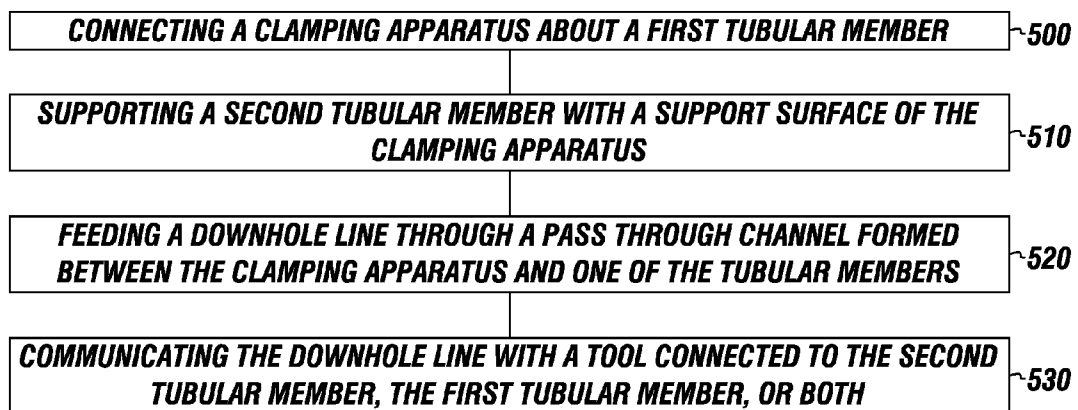 CONNECTING A CLAMPING APPARATUS ABOUT A FIRST TUBULAR MEMBER 500
SUPPORTING A SECOND TUBULAR MEMBER WITH A SUPPORT SURFACE OF THE
CLAMPING APPARATUS
510
FEEDING A DOWNHOLE LINE THROUGH A PASS THROUGH CHANNEL FORMED
BETWEEN THE CLAMPING APPARATUS AND ONE OF THE TUBULAR MEMBERS
520
COMMUNICATING THE DOWNHOLE LINE WITH A TOOL CONNECTED TO THE SECOND
TUBULAR MEMBER, THE FIRST TUBULAR MEMBER, OR BOTH
530